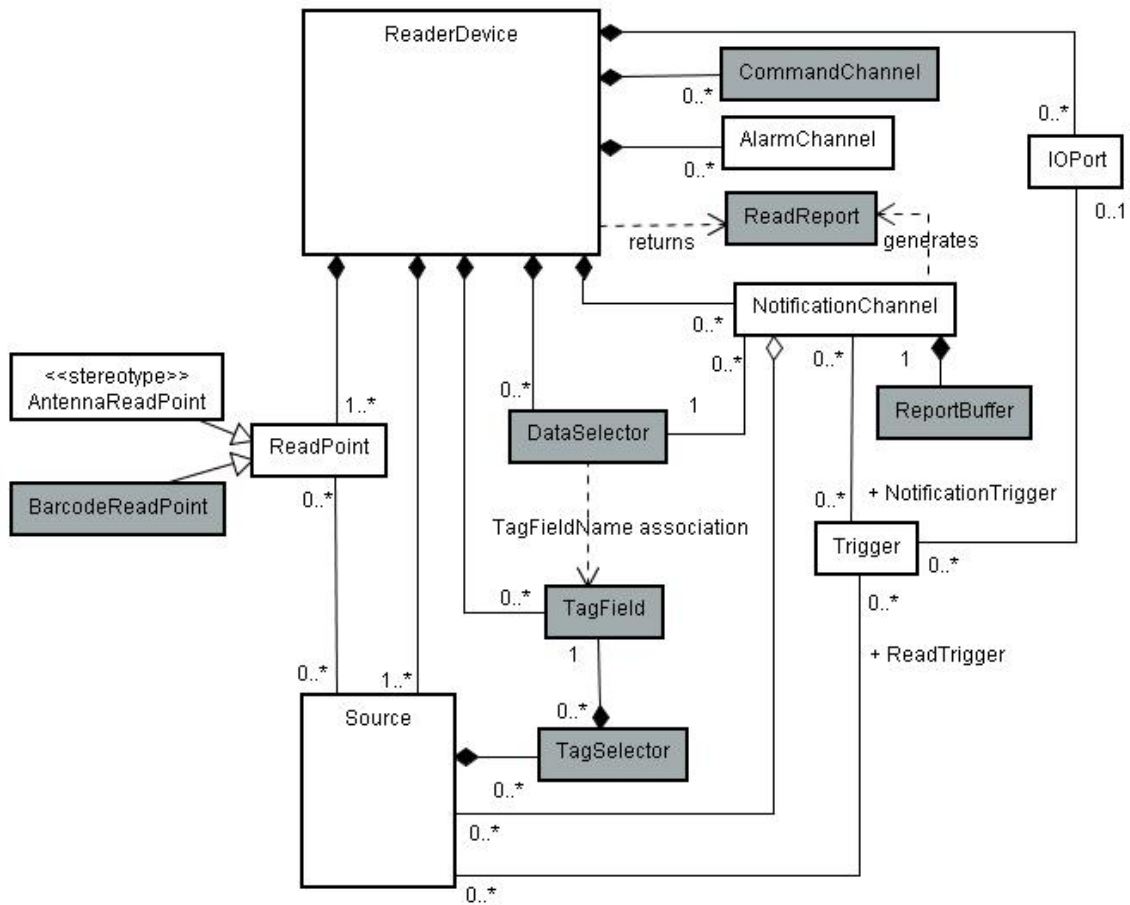 ReaderDevice
CommandChannel
0..*
0..*
AlarmChannel
0..*
IOPort
0..1
ReadReport
returns
generates
NotificationChannel
0..*
0..*
0..*
1
<<stereotype>>
AntennaReadPoint
1..*
0..*
1
ReportBuffer
ReadPoint
DataSelector
BarcodeReadPoint
0..*
0..*
+ NotificationTrigger
TagFieldName association
Trigger
0..*
0..*
TagField
0..*
1
+ ReadTrigger
0..*
1..*
Source
0..*
TagSelector
0..*
0..*
0..*